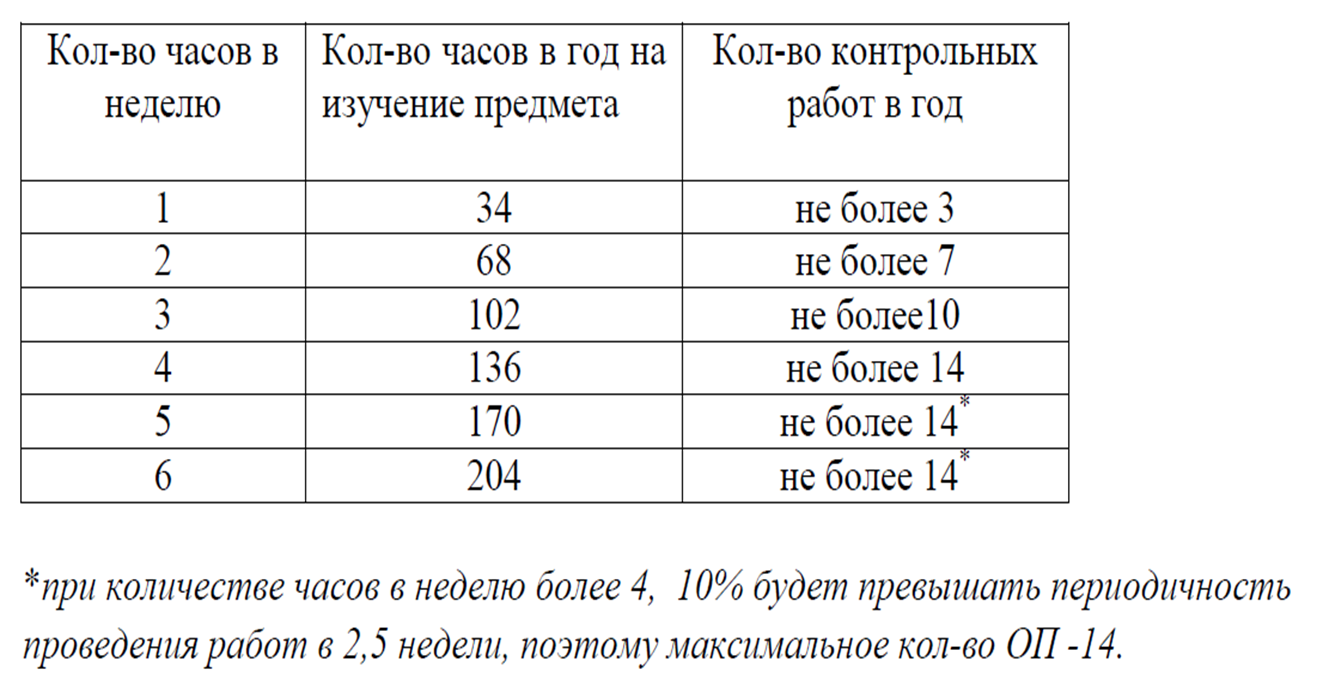 Кол-во часов в Кол-во часов в год на Кол-во контрольных
неделю изучение предмета работ в год
1 34 не более 3
2 68 не более 7
3 102 не более10
4 136 не более 14
5 170 не более 14*
6 204 не более 14*
*при количестве часов в неделю более 4, 10% будет превышать периодичность
проведения работ в 2,5 недели, поэтому максимальное кол-во ОП -14.